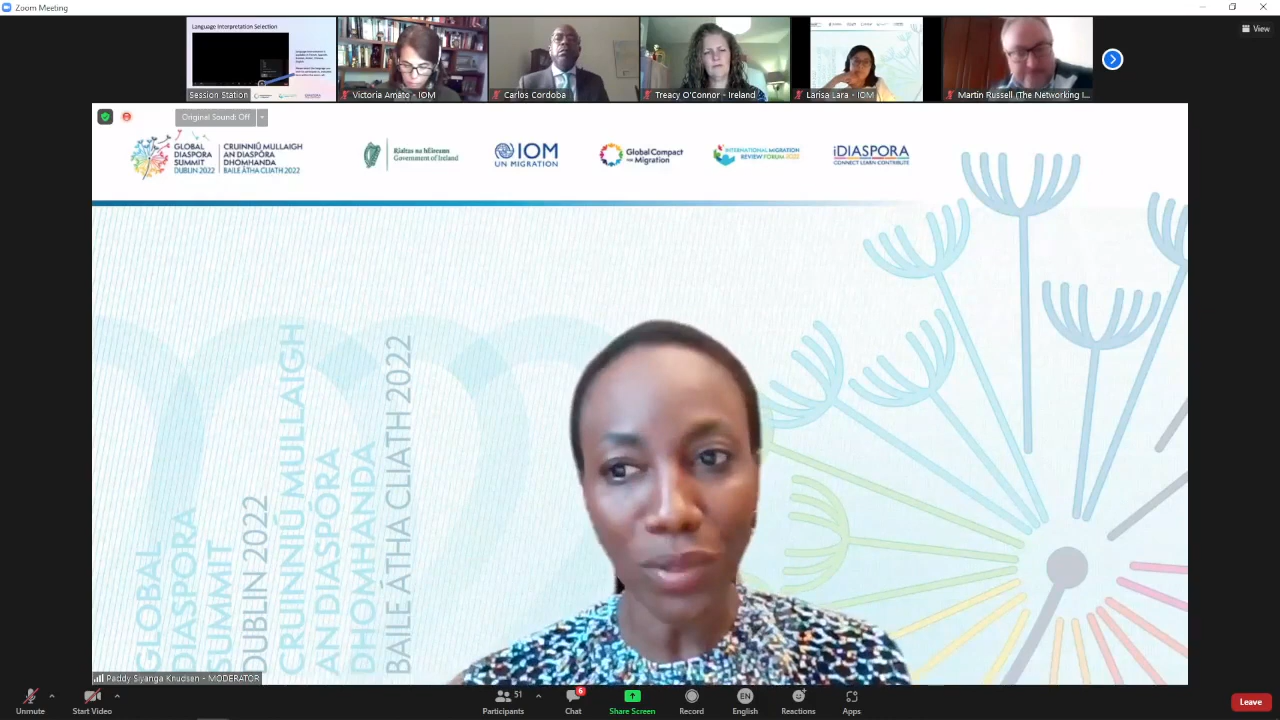 Zoom Meeting
View
Language Interpretation Selection
Session Station
Victoria Amato - IOM
Carlos Cordoba
Treacy O'Connor - Ireland
Larisa Lara - IOM
Martin Russell (The Networking I...
Original Sound: Off
GLOBAL
DIASPORA
SUMMIT
DUBLIN 2022
CRUINNIÚ MULLAIGH
AN DIASPÓRA
DHOMHANDA
BAILE ÁTHA CLIATH 2022
Rialtas na hÉireann
Government of Ireland
IOM
UN MIGRATION
Global Compact
for Migration
INTERNATIONAL MIGRATION
REVIEW FORUM 2022
iDIASPORA
CONNECT LEARN CONTRIBUTE
GLOBAL
DIASPORA
SUMMIT
DUBLIN 2022
CRUINNIÚ MULLAIGH
AN DIASPÓRA
DHOMHANDA
BAILE ÁTHA CLIATH 2022
Paddy Siyanga Knudsen - MODERATOR
Unmute
Start Video
51
Participants
6
Chat
Share Screen
Record
EN
English
Reactions
Apps
Leave